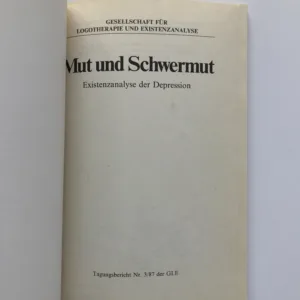 GESELLSCHAFT FÜR
LOGOTHERAPIE UND EXISTENZANALYSE
Mut und Schwermut
Existenzanalyse der Depression
Tagungsbericht Nr. 3/87 der GLE